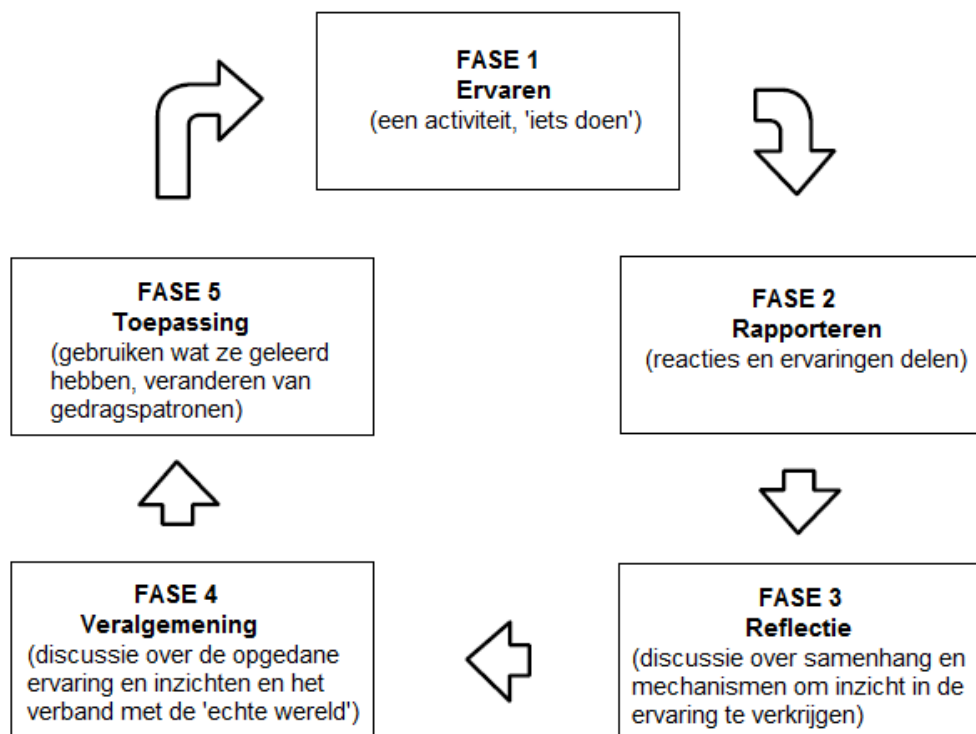 FASE 1
Ervaren
(een activiteit, 'iets doen')
FASE 2
Rapporteren
(reacties en ervaringen delen)
FASE 3
Reflectie
(discussie over samenhang en
mechanismen om inzicht in de
ervaring te verkrijgen)
FASE 4
Veralgemening
(discussie over de opgedane
ervaring en inzichten en het
verband met de 'echte wereld')
FASE 5
Toepassing
(gebruiken wat ze geleerd
hebben, veranderen van
gedragspatronen)